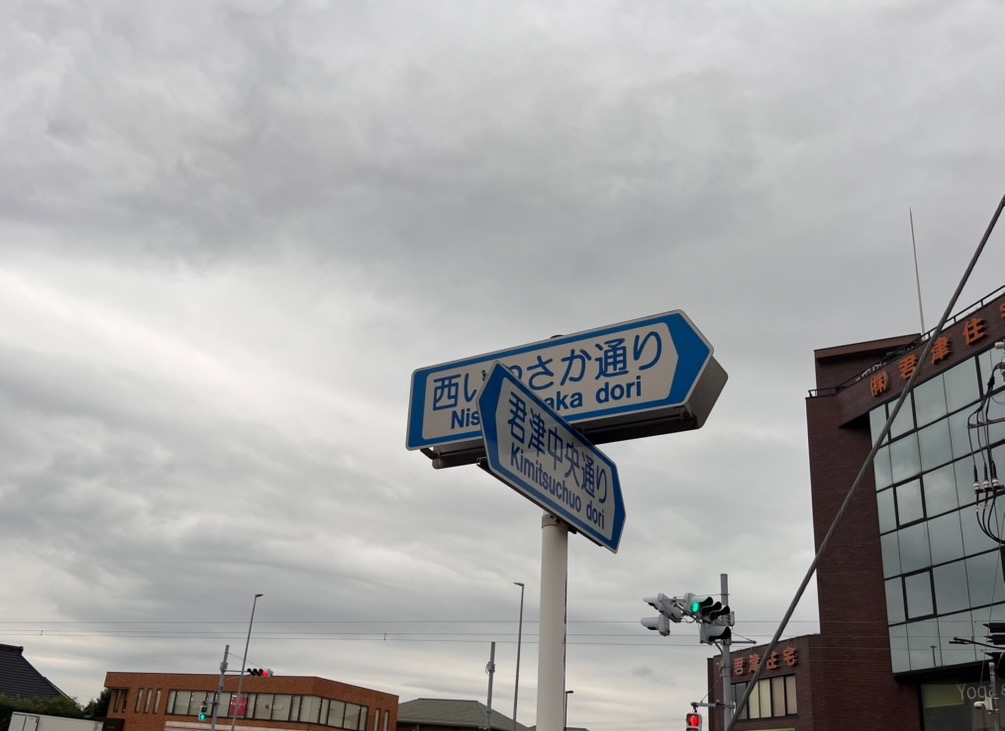 西い さか通り
Nis aka dori
君津中央通り
Kimitsuchuo dori
㈱君津住宅
君津住宅